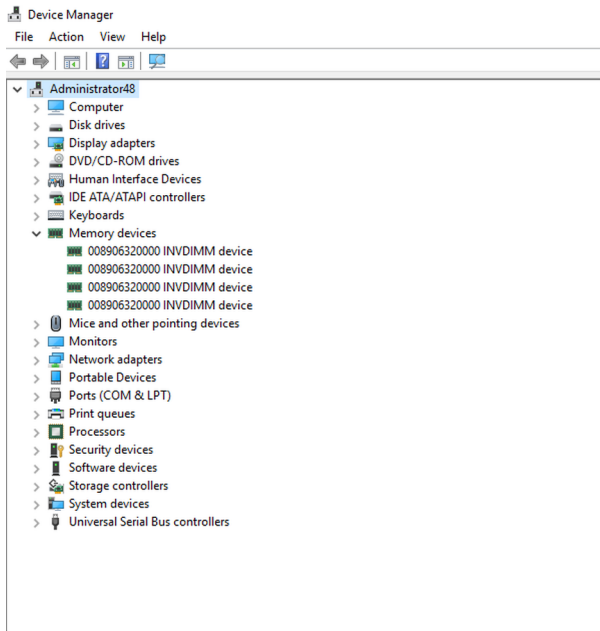 Device Manager
File Action View Help
Administrator48
Computer
Disk drives
Display adapters
DVD/CD-ROM drives
Human Interface Devices
IDE ATA/ATAPI controllers
Keyboards
Memory devices
008906320000 INVDIMM device
008906320000 INVDIMM device
008906320000 INVDIMM device
008906320000 INVDIMM device
Mice and other pointing devices
Monitors
Network adapters
Portable Devices
Ports (COM & LPT)
Print queues
Processors
Security devices
Software devices
Storage controllers
System devices
Universal Serial Bus controllers